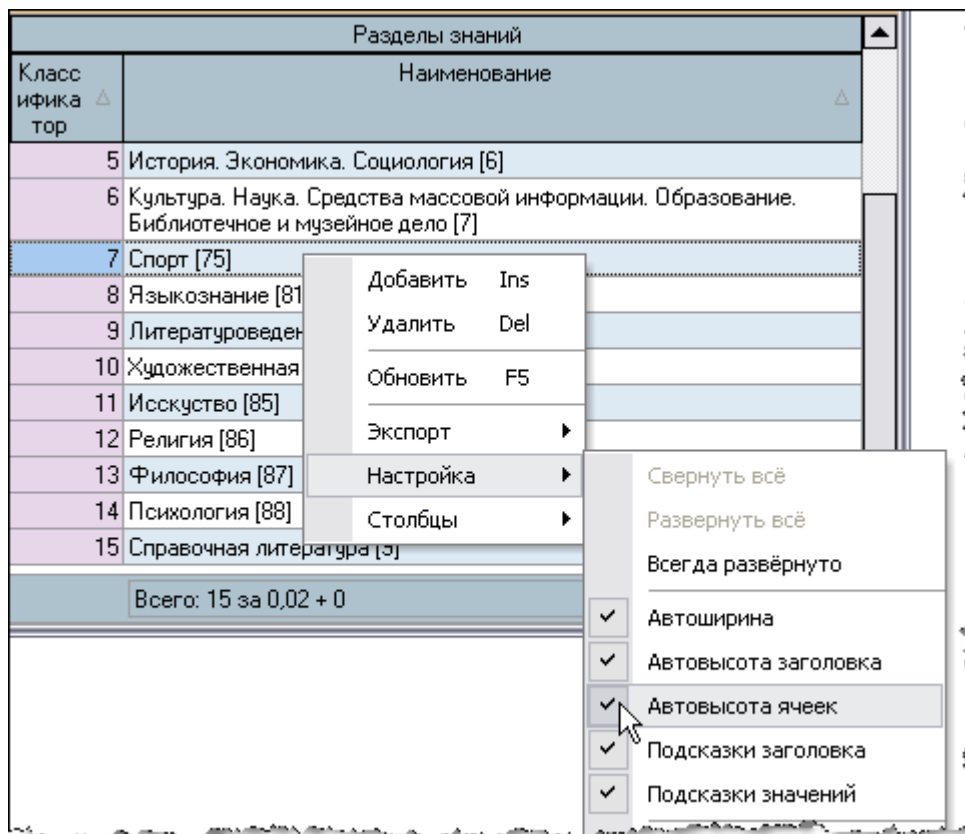 Разделы знаний
Класс
ифика
тор
Наименование
5 История. Экономика. Социология [6]
6 Культура. Наука. Средства массовой информации. Образование.
Библиотечное и музейное дело [7]
7 Спорт [75]
8 Языкознание [81
9
10 Художественная
11 Исскуство [85]
12 Религия [86]
13 Философия [87]
14 Психология [88]
15 Справочная литература [9]
Всего: 15 за 0,02 + 0
Добавить Ins
Удалить Del
Обновить F5
Экспорт
Настройка
Столбцы
Свернуть всё
Развернуть всё
Всегда развёрнуто
Автоширина
Автовысота заголовка
Автовысота ячеек
Подсказки заголовка
Подсказки значений